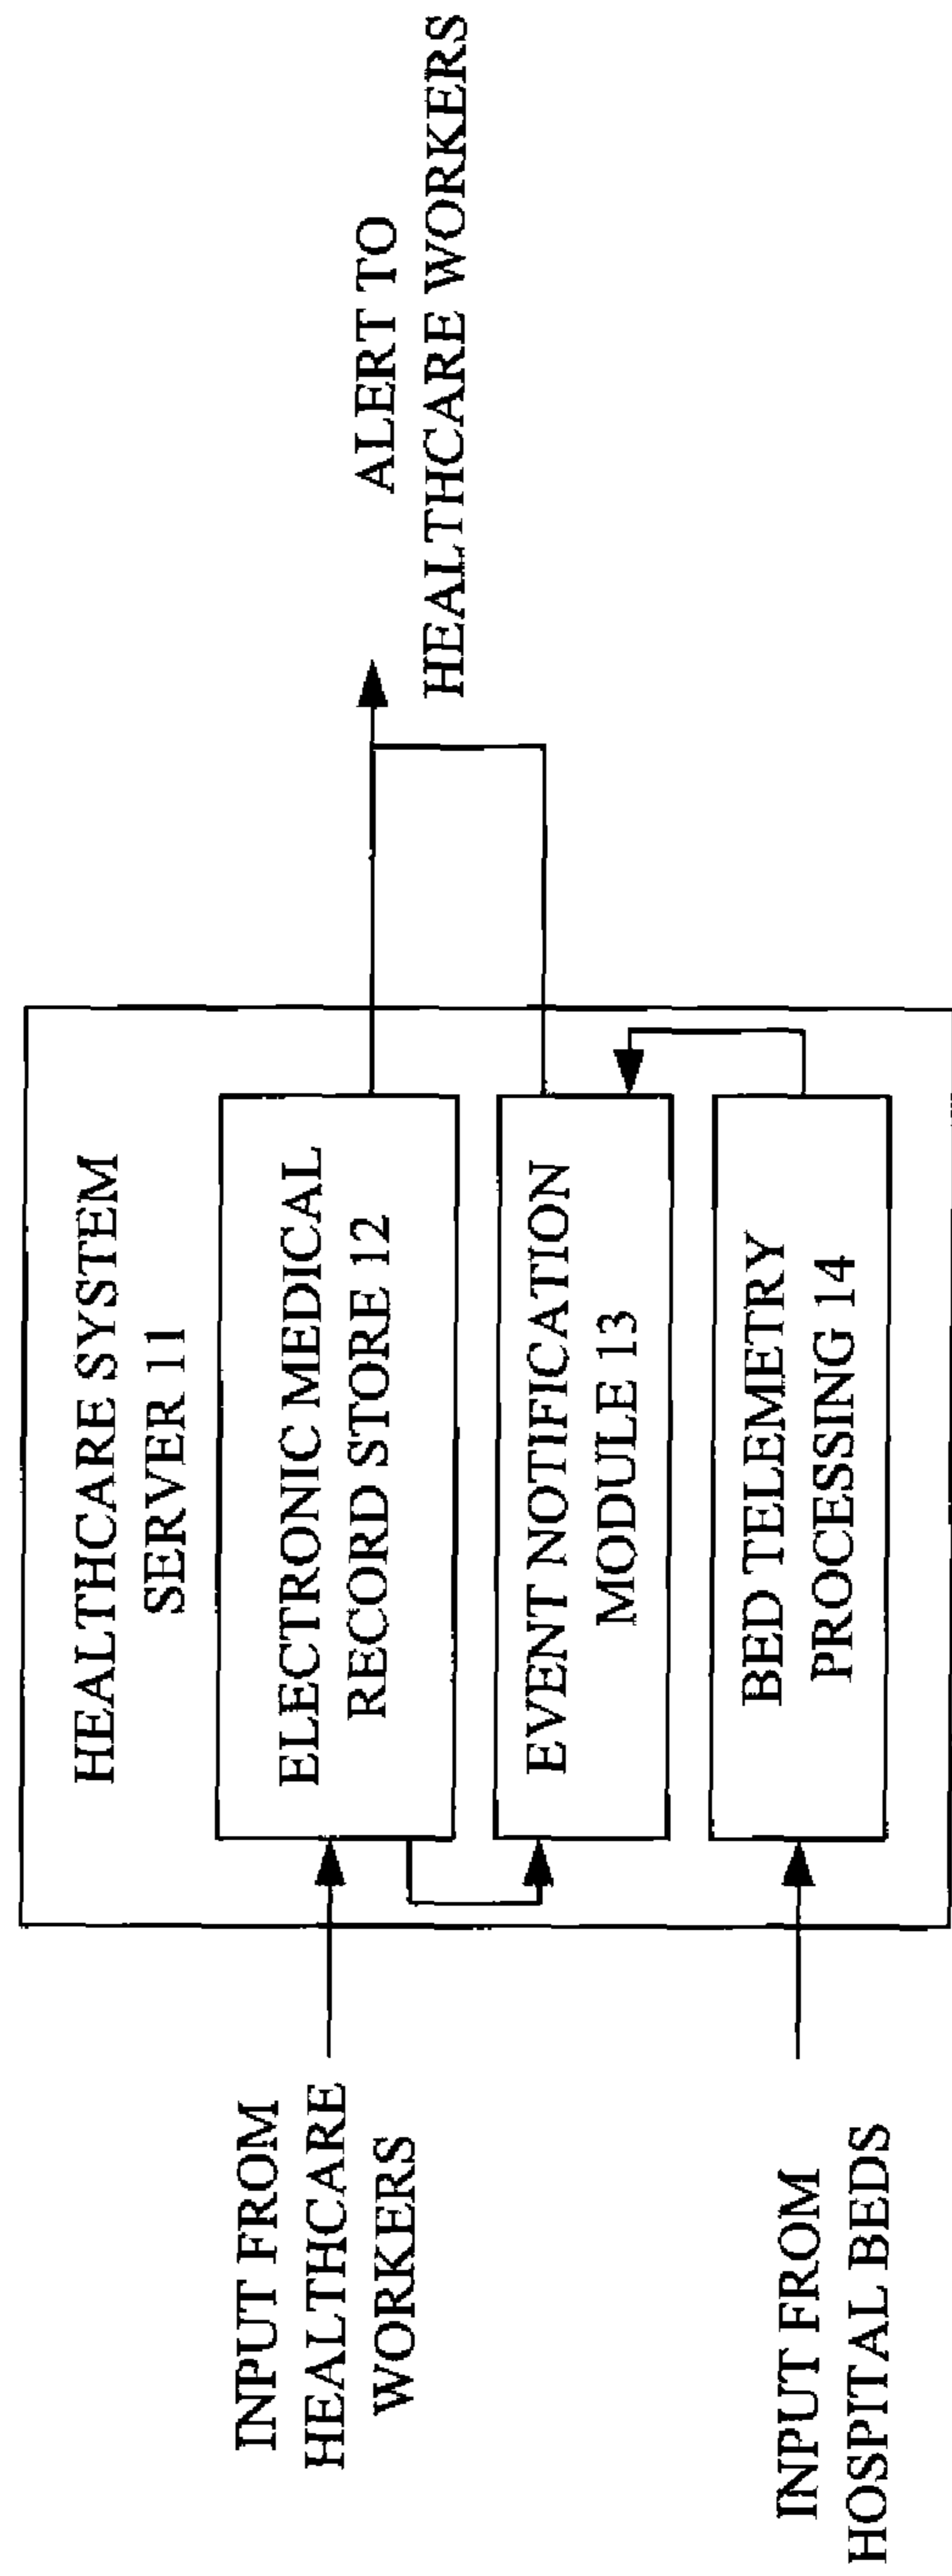 INPUT FROM
HEALTHCARE
WORKERS
INPUT FROM
HOSPITAL BEDS
HEALTHCARE SYSTEM
SERVER 11
ELECTRONIC MEDICAL
RECORD STORE 12
EVENT NOTIFICATION
MODULE 13
BED TELEMETRY
PROCESSING 14
ALERT TO
HEALTHCARE WORKERS